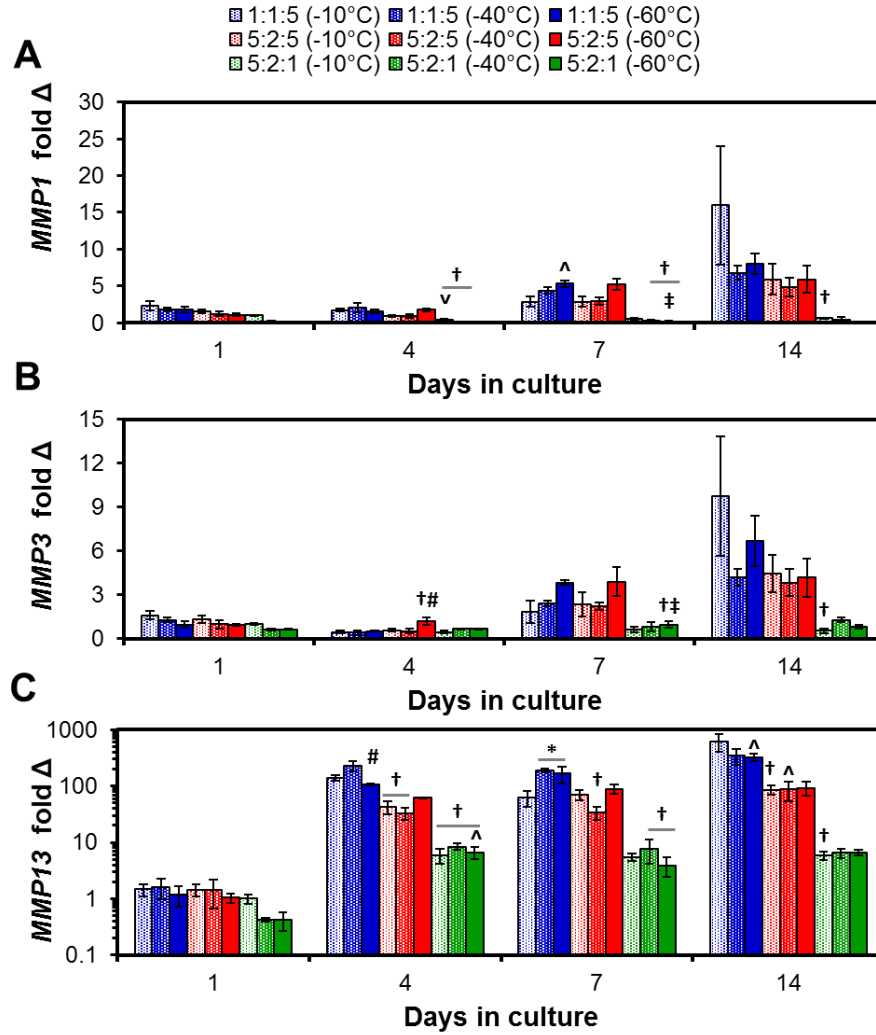 1:1:5 (-10°C) 1:1:5 (-40°C) 1:1:5 (-60°C)
5:2:5 (-10°C) 5:2:5 (-40°C) 5:2:5 (-60°C)
5:2:1 (-10°C) 5:2:1 (-40°C) 5:2:1 (-60°C)
A
MMP1 fold Δ
30
25
20
15
10
5
0
^
†
v
†
‡
†
1 4 7 14
Days in culture
B
MMP3 fold Δ
15
12
9
6
3
0
†#
†‡
†
1 4 7 14
Days in culture
C
MMP13 fold Δ
1000
100
10
1
0.1
#
†
†
^
*
†
†
^
†
^
†
1 4 7 14
Days in culture